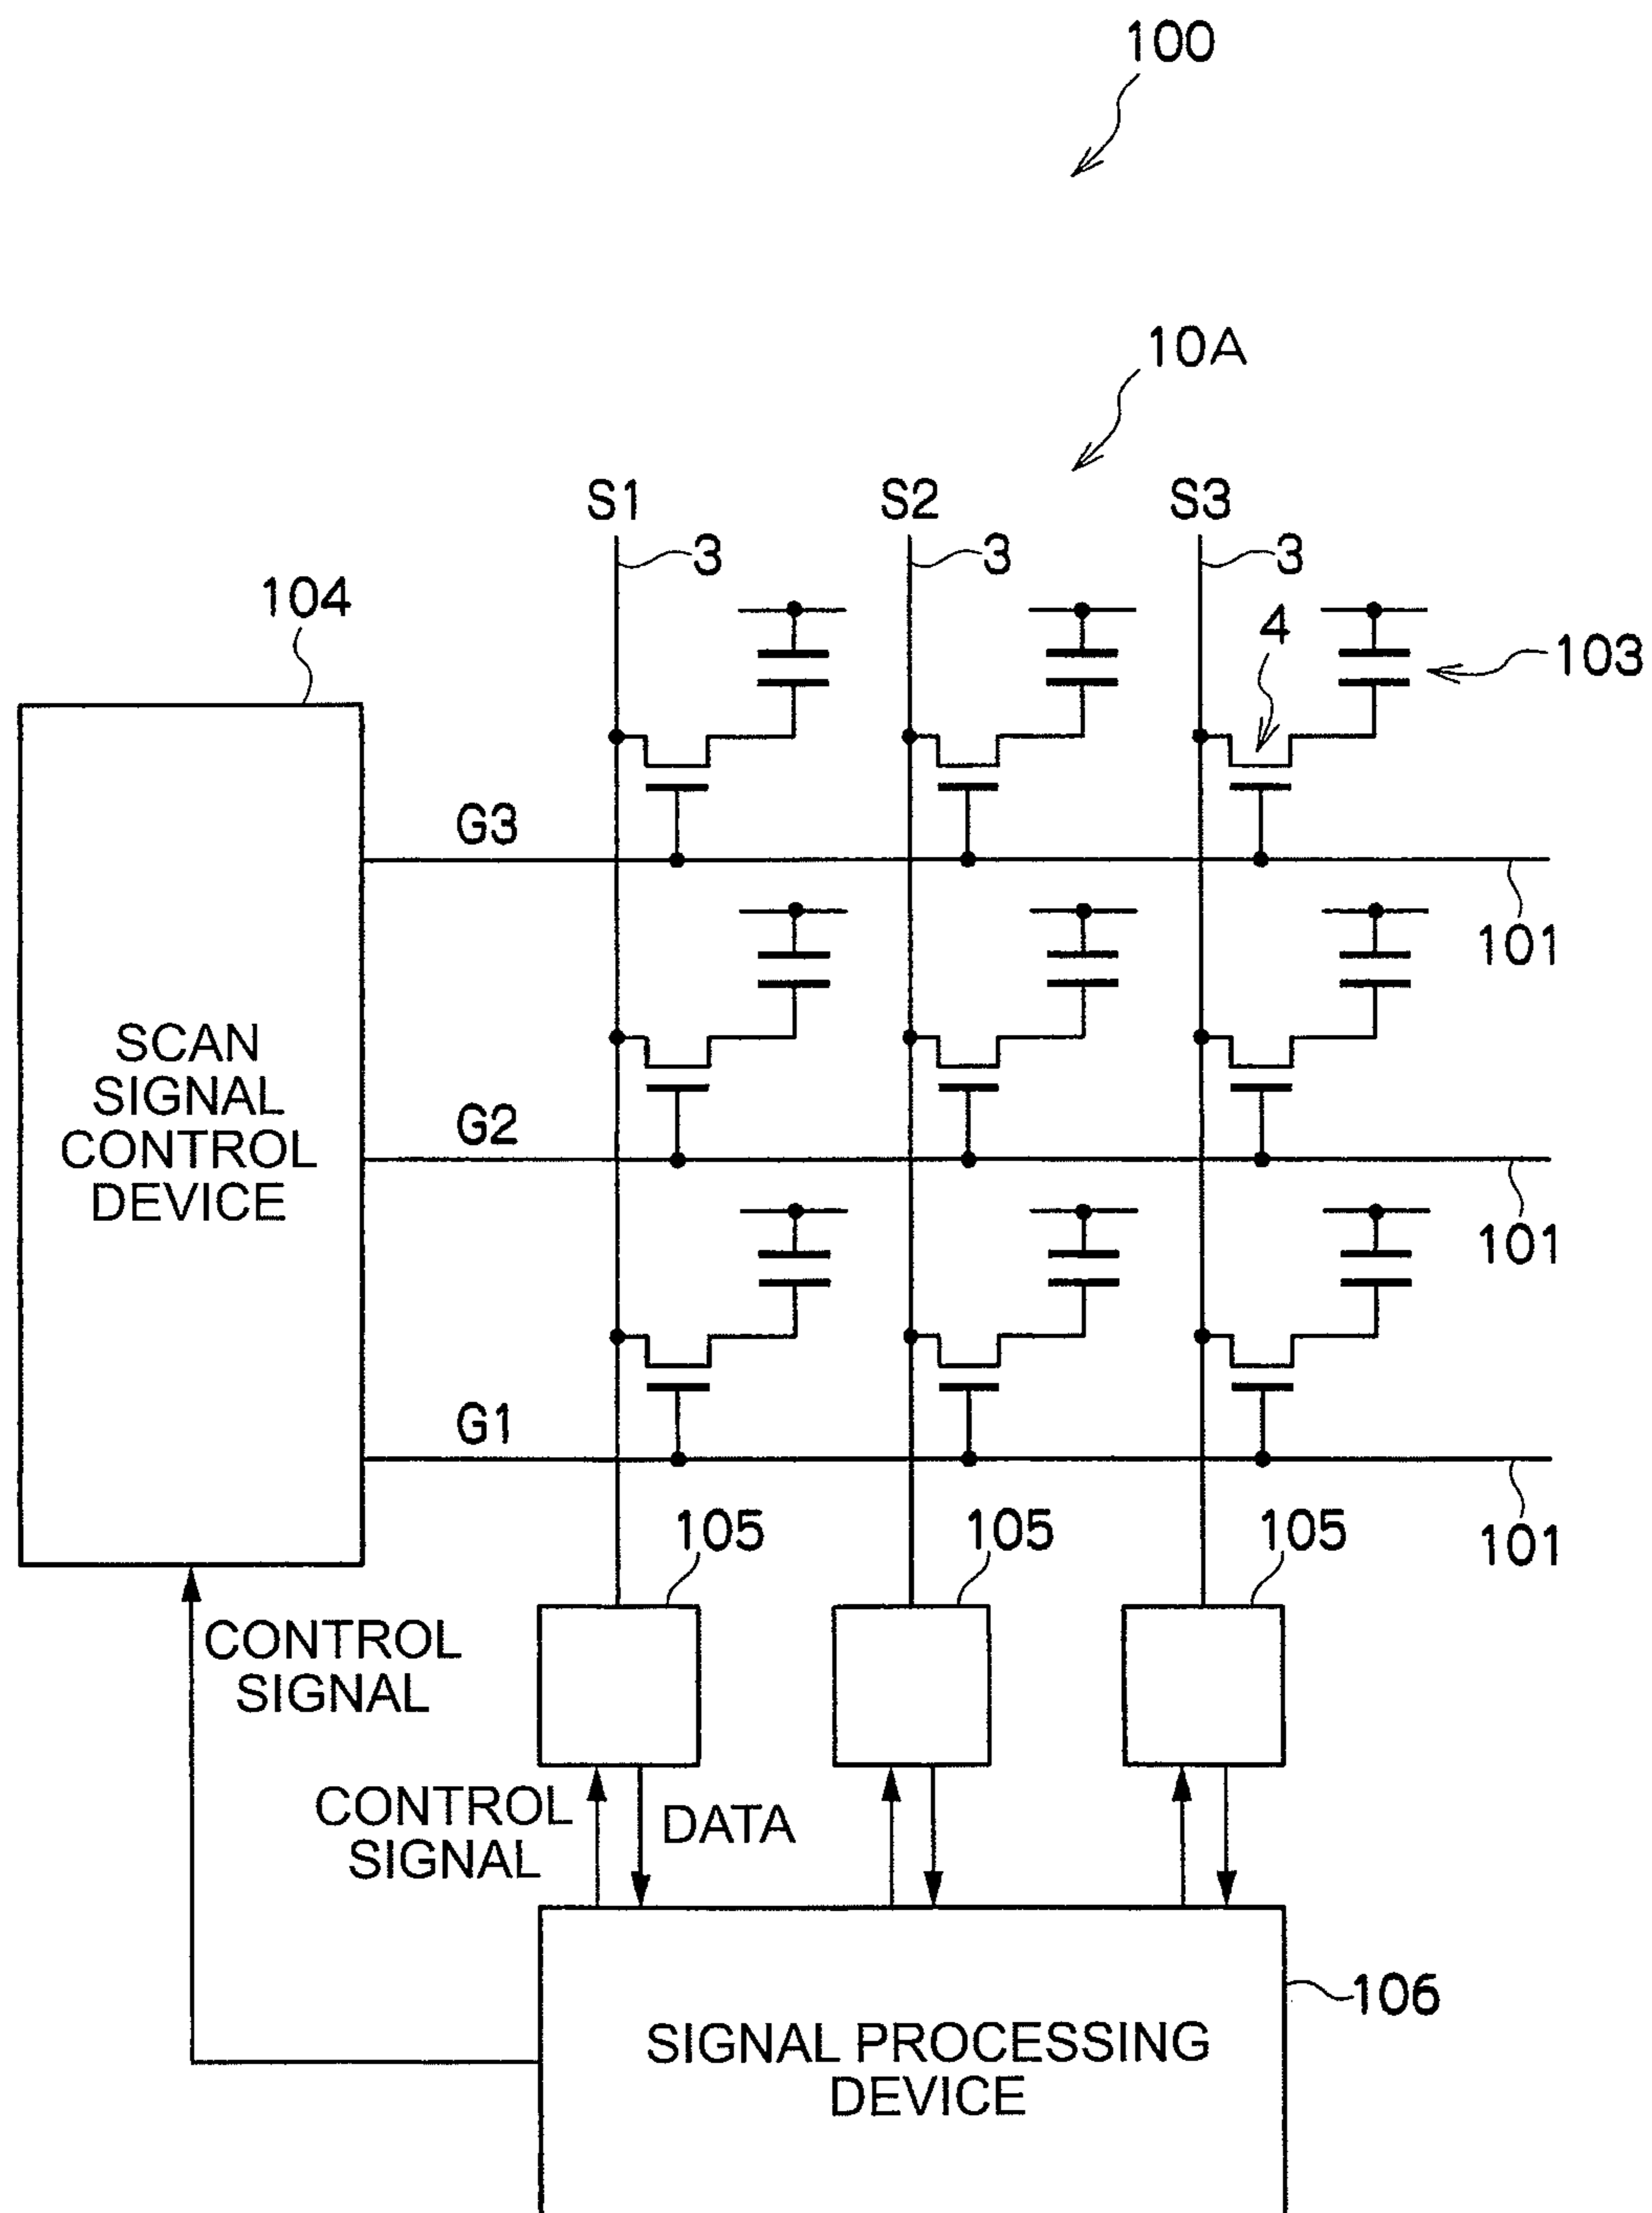 100
10A
S1 S2 S3
3 3 3
104
4
103
G3
101
SCAN
SIGNAL
CONTROL
DEVICE
G2
101
G1
101
105 105 105
CONTROL
SIGNAL
CONTROL
SIGNAL
DATA
106
SIGNAL PROCESSING
DEVICE